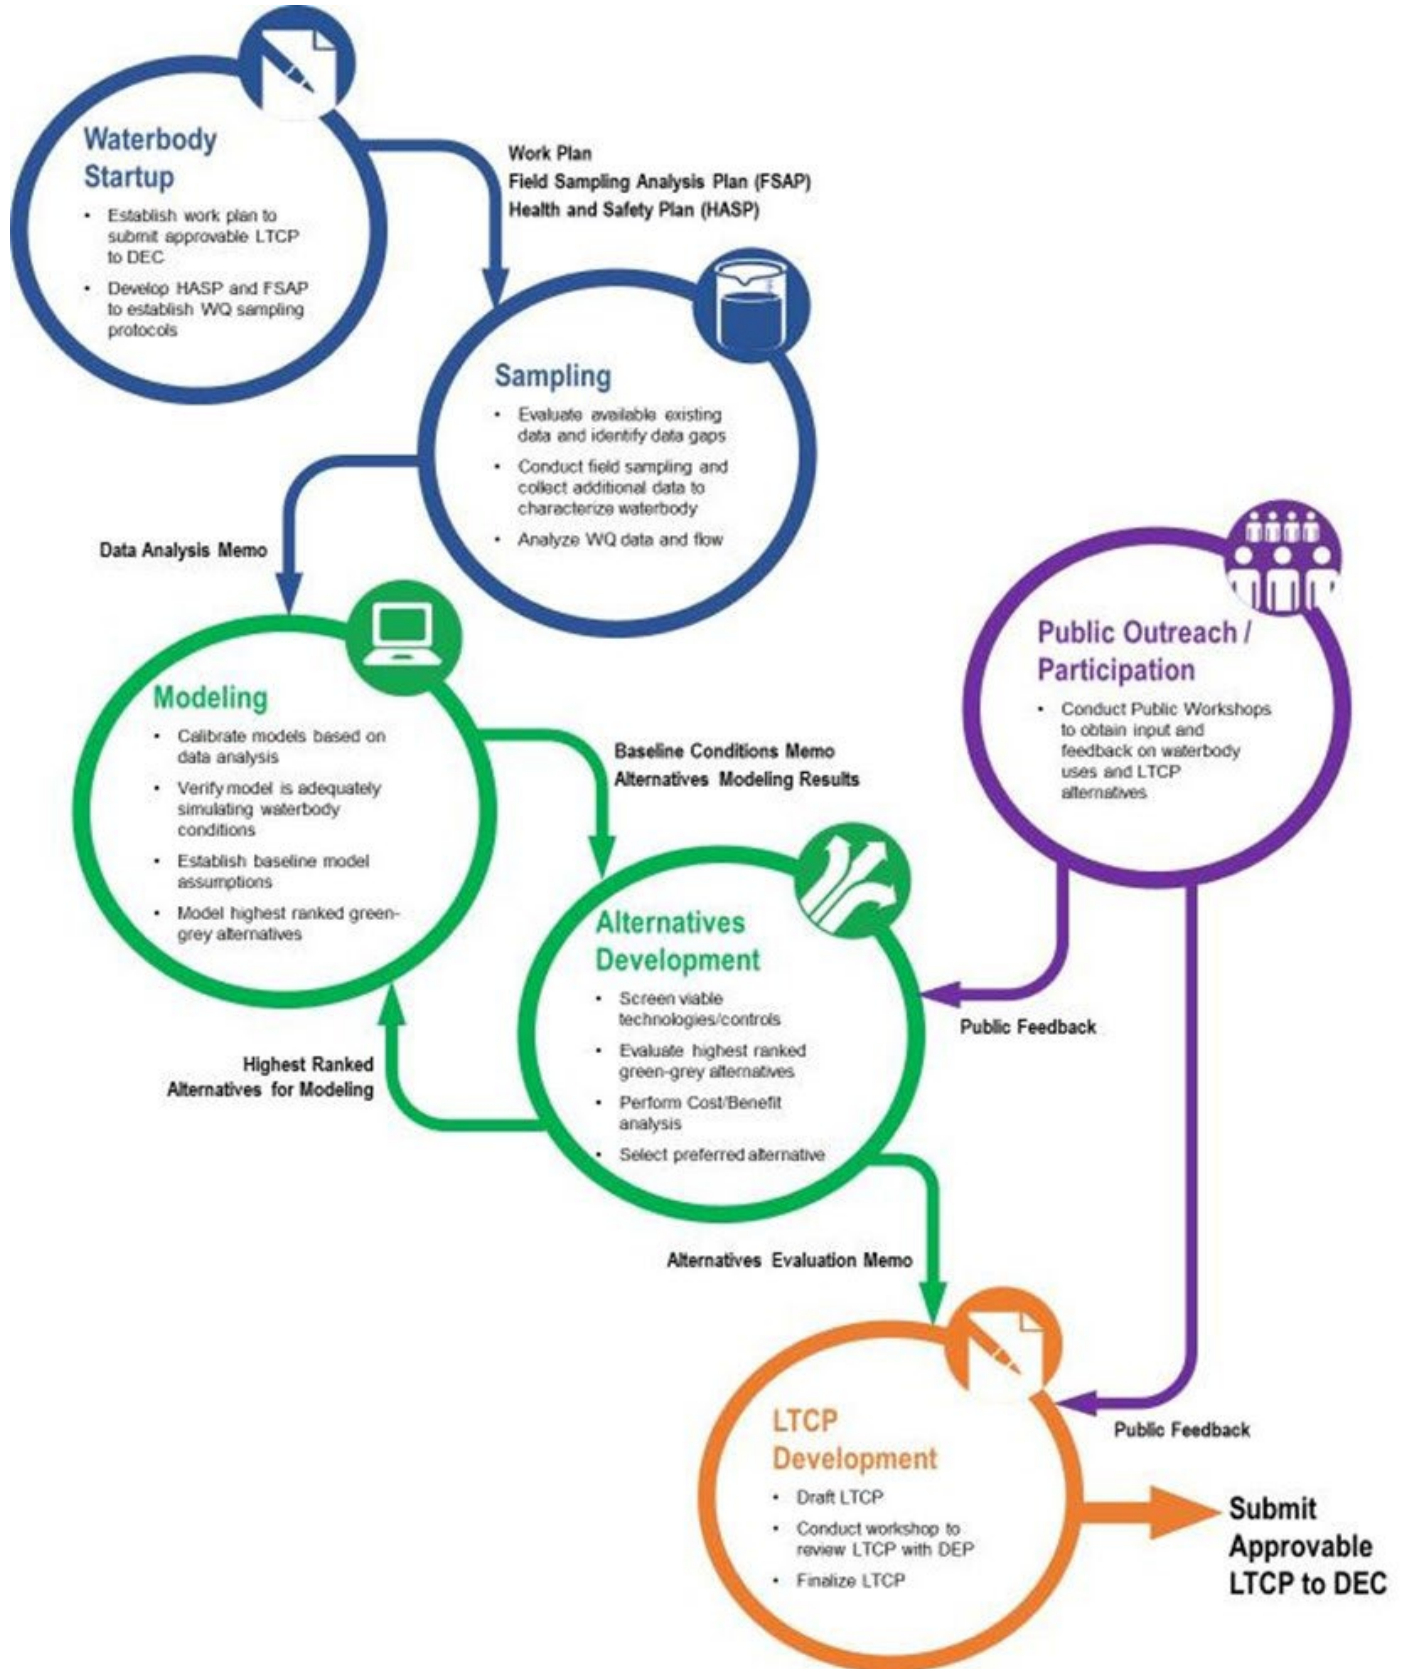 Waterbody
Startup
• Establish work plan to
submit approvable LTCP
to DEC
• Develop HASP and FSAP
to establish WQ sampling
protocols
Work Plan
Field Sampling Analysis Plan (FSAP)
Health and Safety Plan (HASP)
Sampling
• Evaluate available existing
data and identify data gaps
• Conduct field sampling and
collect additional data to
characterize waterbody
• Analyze WQ data and flow
Data Analysis Memo
Modeling
• Calibrate models based on
data analysis
• Verify model is adequately
simulating waterbody
conditions
• Establish baseline model
assumptions
• Model highest ranked green-
grey alternatives
Baseline Conditions Memo
Alternatives Modeling Results
Public Outreach /
Participation
• Conduct Public Workshops
to obtain input and
feedback on waterbody
uses and LTCP
alternatives
Alternatives
Development
• Screen viable
technologies/controls
• Evaluate highest ranked
green-grey alternatives
• Perform Cost/Benefit
analysis
• Select preferred alternative
Public Feedback
Highest Ranked
Alternatives for Modeling
Alternatives Evaluation Memo
LTCP
Development
• Draft LTCP
• Conduct workshop to
review LTCP with DEP
• Finalize LTCP
Public Feedback
Submit
Approvable
LTCP to DEC